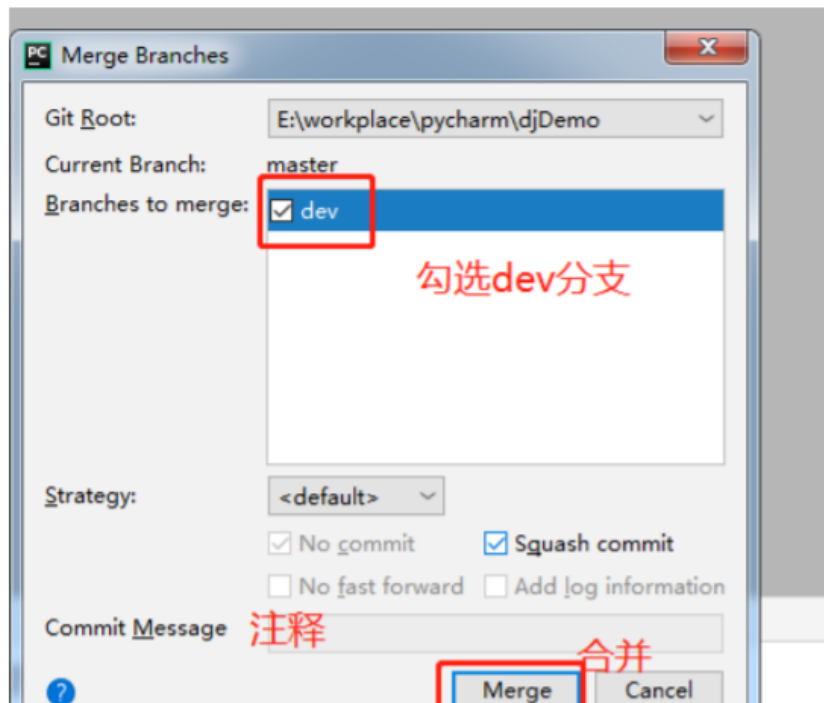 PC Merge Branches
Git Root: E:\workplace\pycharm\djDemo
Current Branch: master
Branches to merge: dev
勾选dev分支
Strategy: <default>
No commit Squash commit
No fast forward Add log information
Commit Message 注释
合并
? Merge Cancel